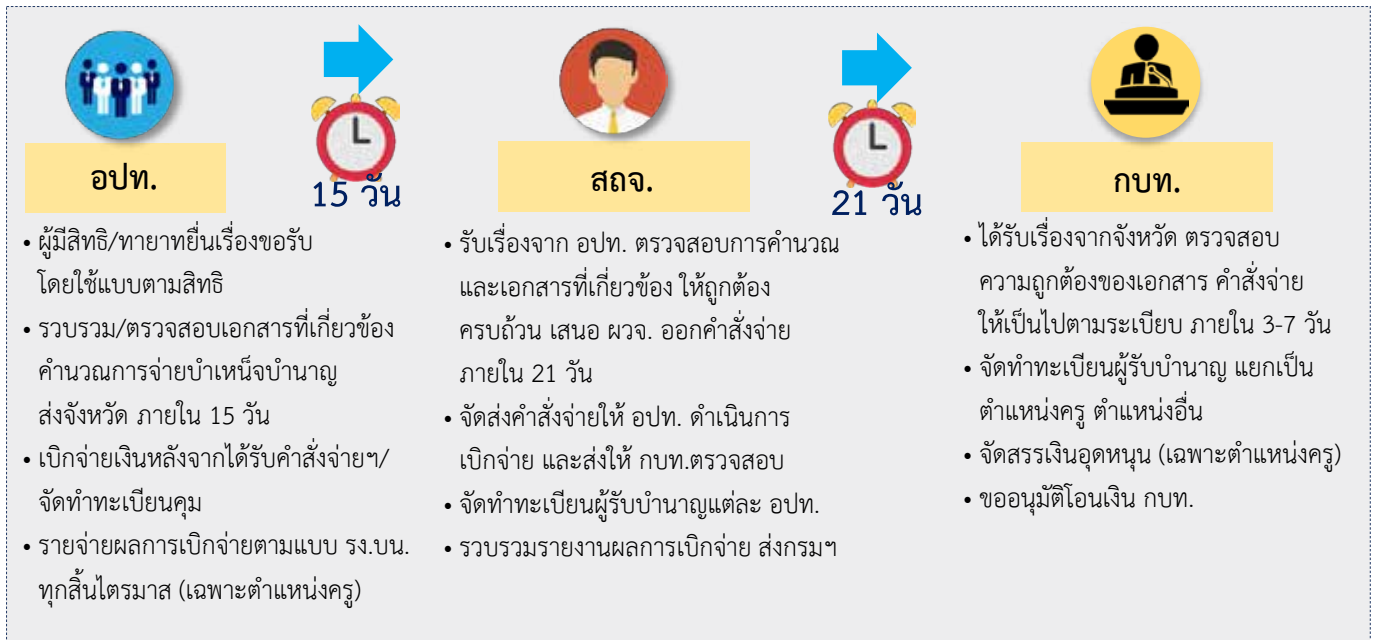 อปท.
• ผู้มีสิทธิ/ทายาทยื่นเรื่องขอรับ
โดยใช้แบบตามสิทธิ
• รวบรวม/ตรวจสอบเอกสารที่เกี่ยวข้อง
คำนวณการจ่ายบำเหน็จบำนาญ
ส่งจังหวัด ภายใน 15 วัน
• เบิกจ่ายเงินหลังจากได้รับคำสั่งจ่ายฯ/
จัดทำทะเบียนคุม
• รายจ่ายผลการเบิกจ่ายตามแบบ รง.บน.
ทุกสิ้นไตรมาส (เฉพาะตำแหน่งครู)
15 วัน
สถจ.
• รับเรื่องจาก อปท. ตรวจสอบการคำนวณ
และเอกสารที่เกี่ยวข้อง ให้ถูกต้อง
ครบถ้วน เสนอ ผวจ. ออกคำสั่งจ่าย
ภายใน 21 วัน
• จัดส่งคำสั่งจ่ายให้ อปท. ดำเนินการ
เบิกจ่าย และส่งให้ กบท.ตรวจสอบ
• จัดทำทะเบียนผู้รับบำนาญแต่ละ อปท.
• รวบรวมรายงานผลการเบิกจ่าย ส่งกรมฯ
21 วัน
กบท.
• ได้รับเรื่องจากจังหวัด ตรวจสอบ
ความถูกต้องของเอกสาร คำสั่งจ่าย
ให้เป็นไปตามระเบียบ ภายใน 3-7 วัน
• จัดทำทะเบียนผู้รับบำนาญ แยกเป็น
ตำแหน่งครู ตำแหน่งอื่น
• จัดสรรเงินอุดหนุน (เฉพาะตำแหน่งครู)
• ขออนุมัติโอนเงิน กบท.